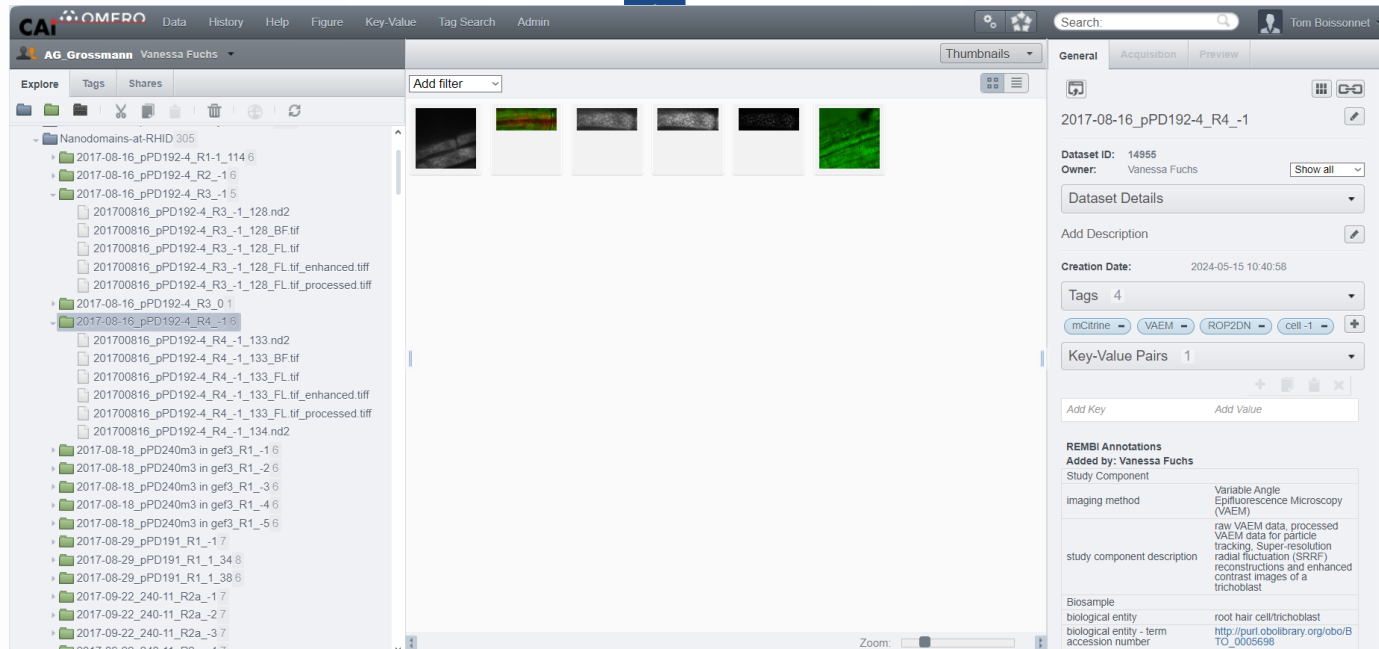 CAi OMERO Data History Help Figure Key-Value Tag Search Admin Search: Tom Boissonnet
AG_Grossmann Vanessa Fuchs
Explore Tags Shares
Nanodomains-at-RHID 305
2017-08-16_pPD192-4_R1-1_114 6
2017-08-16_pPD192-4_R2_-1 6
2017-08-16_pPD192-4_R3_-1 5
201700816_pPD192-4_R3_-1_128.nd2
201700816_pPD192-4_R3_-1_128_BF.tif
201700816_pPD192-4_R3_-1_128_FL.tif
201700816_pPD192-4_R3_-1_128_FL.tif_enhanced.tiff
201700816_pPD192-4_R3_-1_128_FL.tif_processed.tiff
2017-08-16_pPD192-4_R3_0 1
2017-08-16_pPD192-4_R4_-1 6
201700816_pPD192-4_R4_-1_133.nd2
201700816_pPD192-4_R4_-1_133_BF.tif
201700816_pPD192-4_R4_-1_133_FL.tif
201700816_pPD192-4_R4_-1_133_FL.tif_enhanced.tiff
201700816_pPD192-4_R4_-1_133_FL.tif_processed.tiff
201700816_pPD192-4_R4_-1_134.nd2
2017-08-18_pPD240m3 in gef3_R1_-1 6
2017-08-18_pPD240m3 in gef3_R1_-2 6
2017-08-18_pPD240m3 in gef3_R1_-3 6
2017-08-18_pPD240m3 in gef3_R1_-4 6
2017-08-18_pPD240m3 in gef3_R1_-5 6
2017-08-29_pPD191_R1_-1 7
2017-08-29_pPD191_R1_1_34 8
2017-08-29_pPD191_R1_1_38 6
2017-09-22_240-11_R2a_-1 7
2017-09-22_240-11_R2a_-2 7
2017-09-22_240-11_R2a_-3 7
Thumbnails
Add filter
Zoom:
General Acquisition Preview
2017-08-16_pPD192-4_R4_-1
Dataset ID: 14955
Owner: Vanessa Fuchs Show all
Dataset Details
Add Description
Creation Date: 2024-05-15 10:40:58
Tags 4
mCitrine VAEM ROP2DN cell -1
Key-Value Pairs 1
Add Key Add Value
REMBI Annotations
Added by: Vanessa Fuchs
Study Component
imaging method Variable Angle
Epifluorescence Microscopy
(VAEM)
study component description raw VAEM data, processed
VAEM data for particle
tracking, Super-resolution
radial fluctuation (SRRF)
reconstructions and enhanced
contrast images of a
trichoblast
Biosample
biological entity root hair cell/trichoblast
biological entity - term
accession number http://purl.obolibrary.org/obo/B
TO_0005698